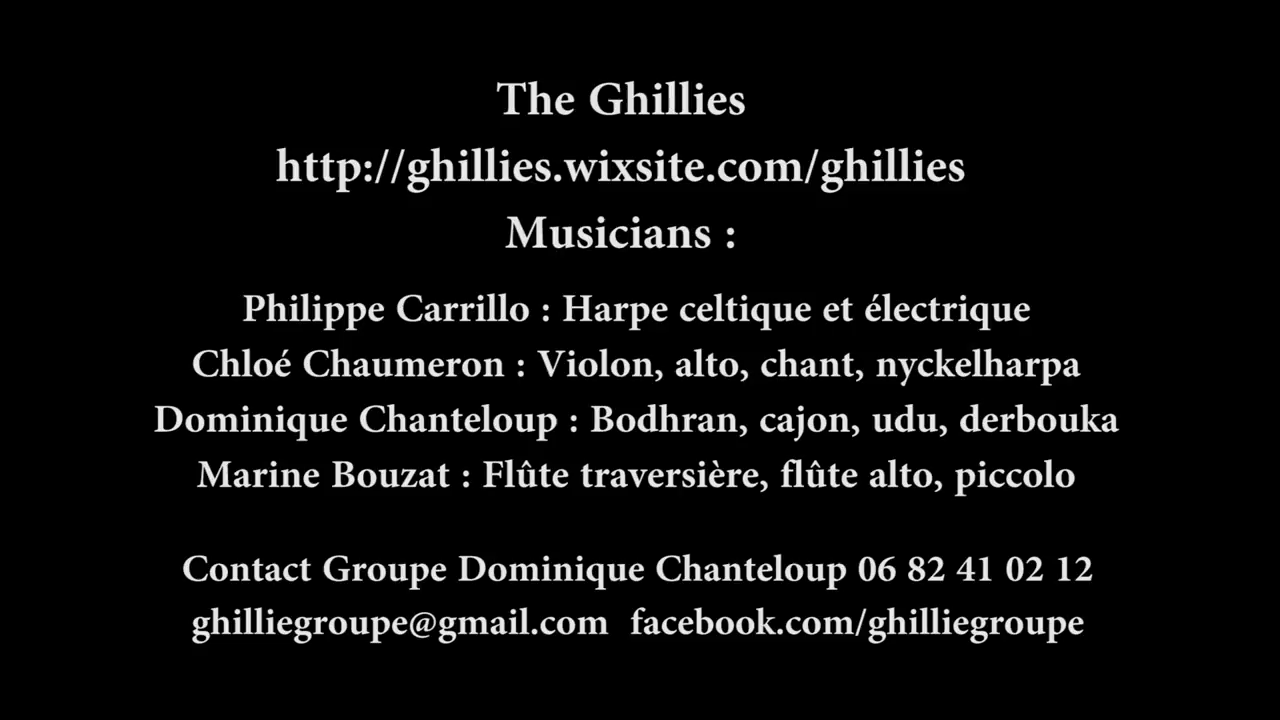 The Ghillies
http://ghillies.wixsite.com/ghillies
Musicians :
Philippe Carrillo : Harpe celtique et électrique
Chloé Chaumeron : Violon, alto, chant, nyckelharpa
Dominique Chanteloup : Bodhran, cajon, udu, derbouka
Marine Bouzat : Flûte traversière, flûte alto, piccolo
Contact Groupe Dominique Chanteloup 06 82 41 02 12
ghilliegroupe@gmail.com facebook.com/ghilliegroupe